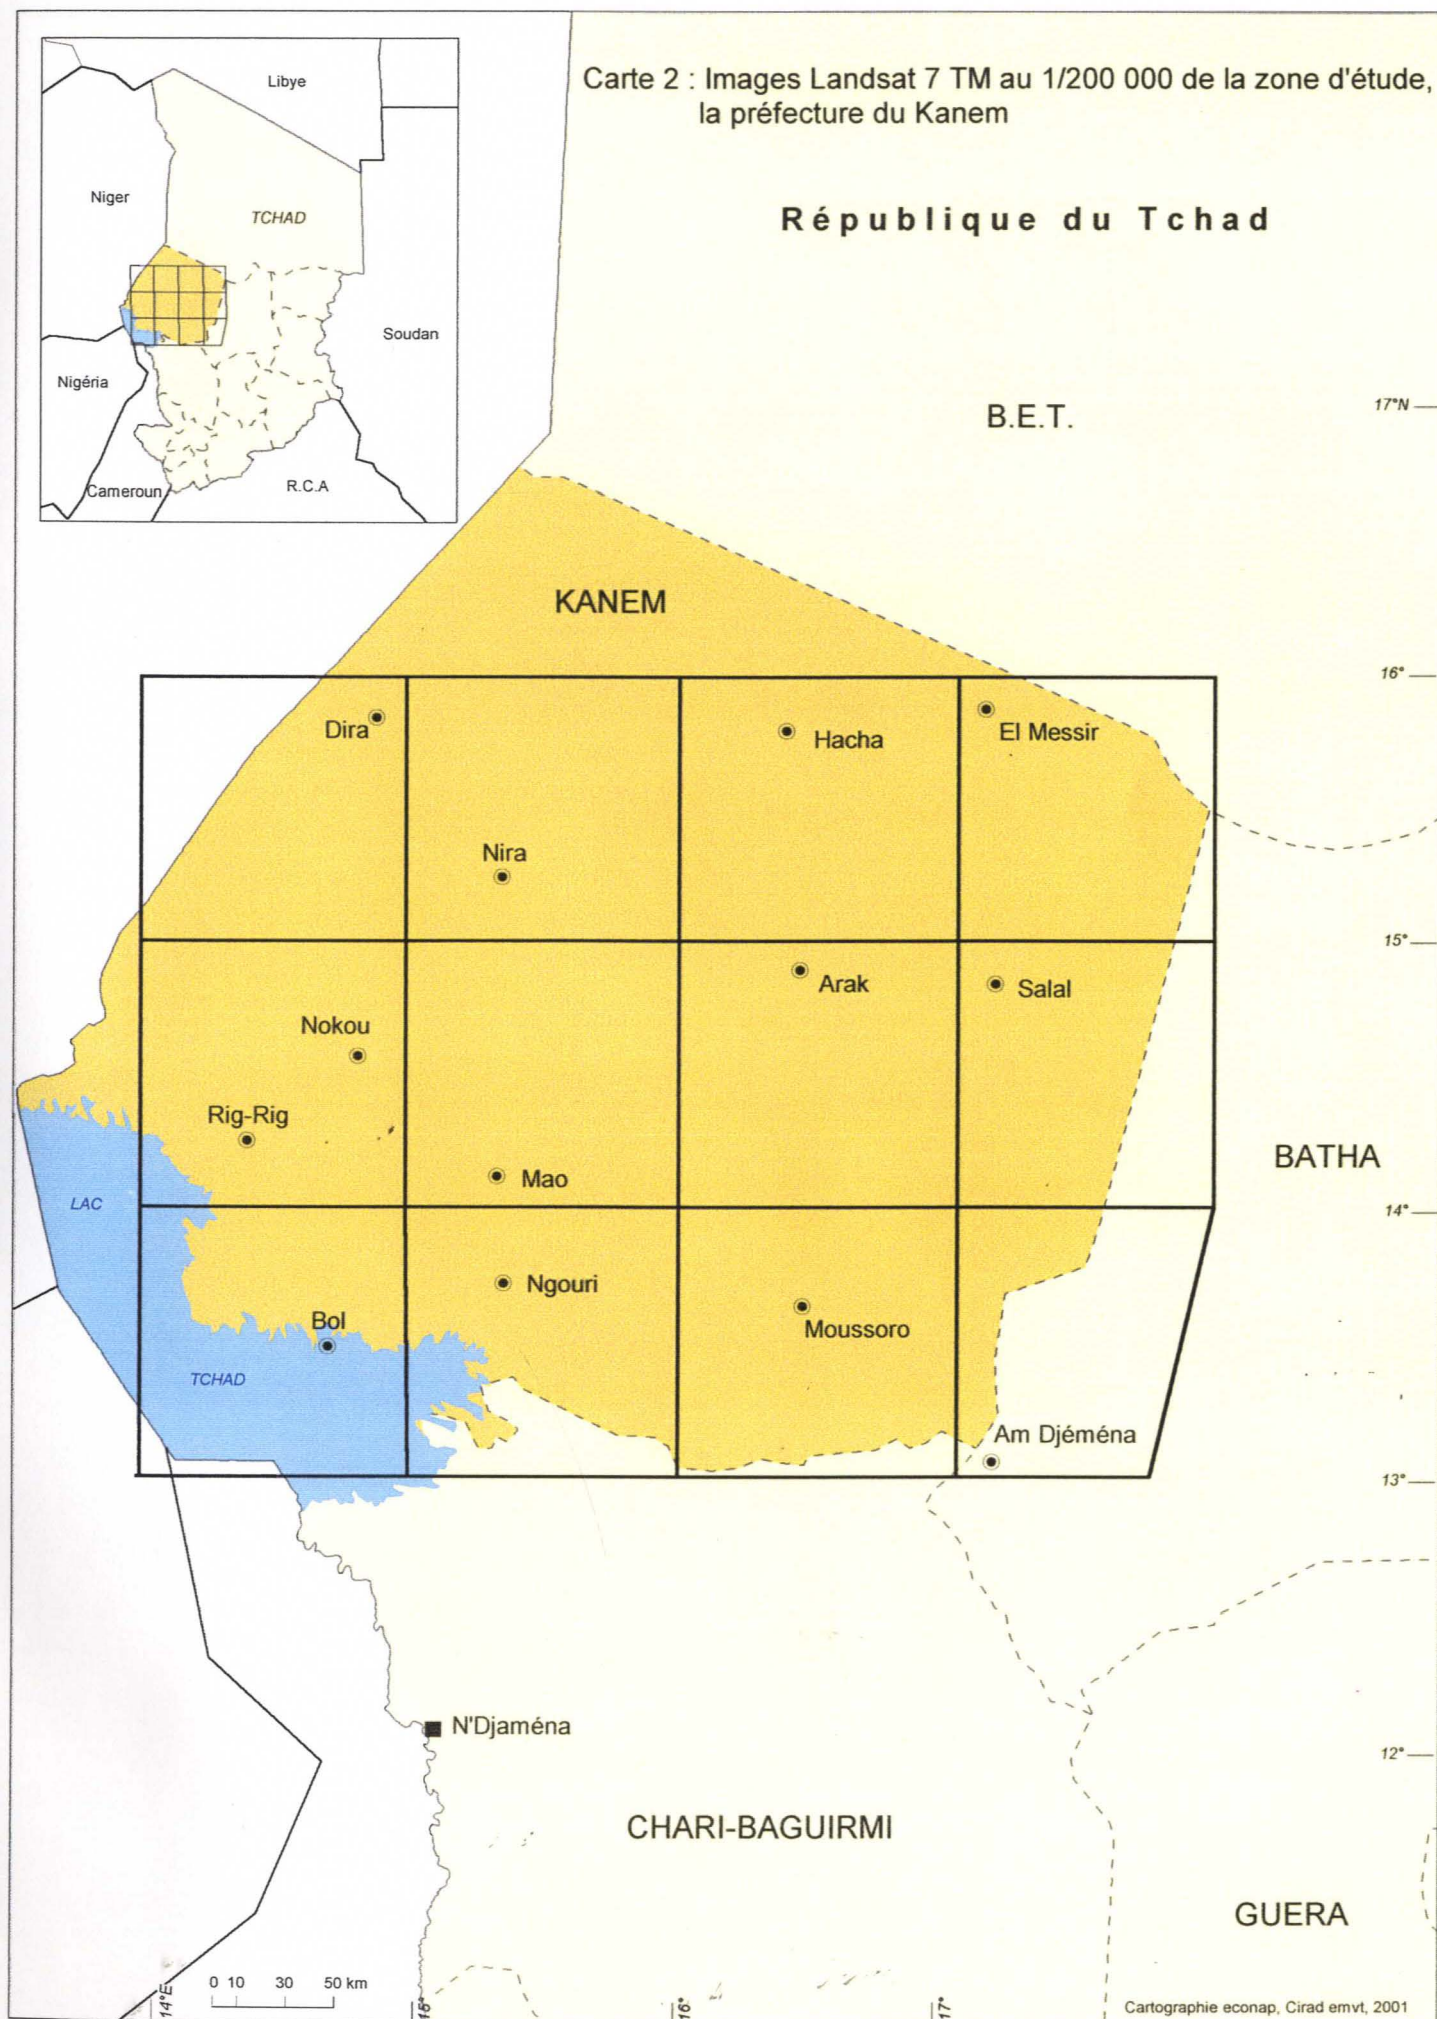 Carte 2 : Images Landsat 7 TM au 1/200 000 de la zone d'étude,
la préfecture du Kanem
République du Tchad
Libye
Niger
TCHAD
Soudan
Nigéria
Cameroun
R.C.A
B.E.T.
17°N
KANEM
16°
Dira
Hacha
El Messir
Nira
15°
Arak
Salal
Nokou
Rig-Rig
Mao
BATHA
LAC
14°
Ngouri
Bol
Moussoro
TCHAD
Am Djéména
13°
N'Djaména
12°
CHARI-BAGUIRMI
GUERA
0 10 30 50 km
14°E
15°
16°
17°
Cartographie econap, Cirad emvt, 2001